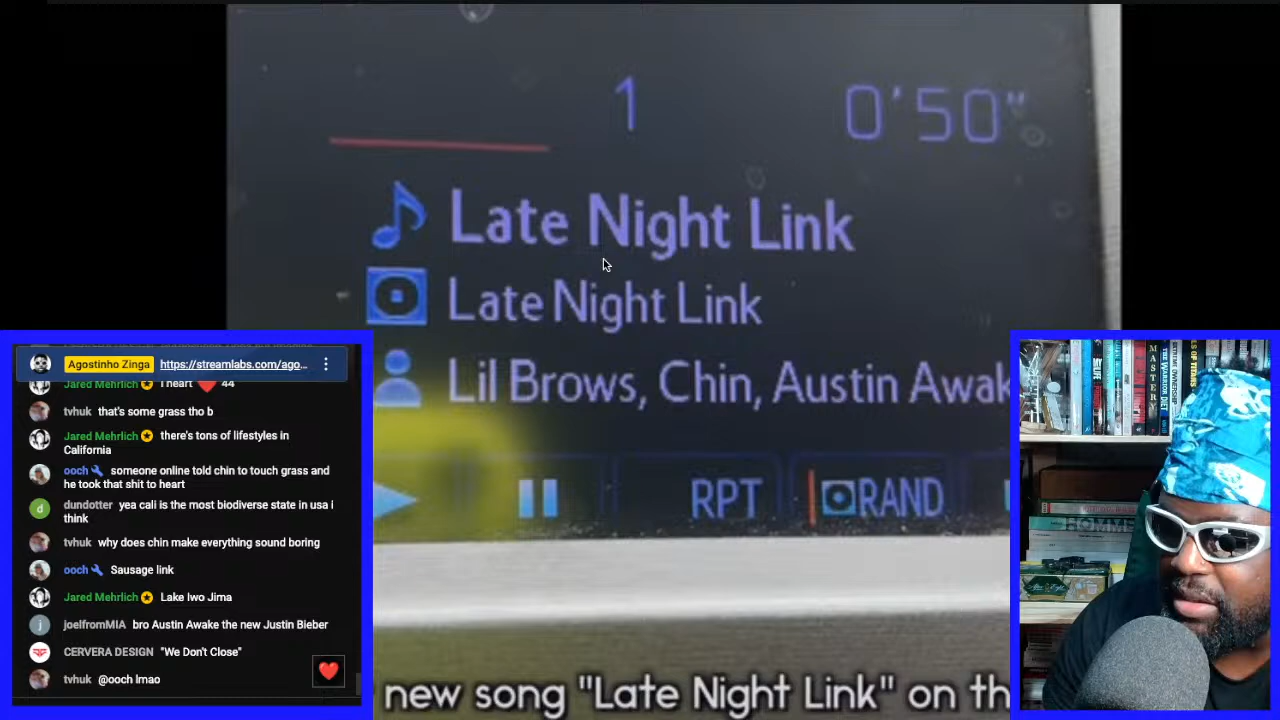 1
0'50"
Late Night Link
Late Night Link
Lil Brows, Chin, Austin Awak
RPT
RAND
new song "Late Night Link" on th
Agostinho Zinga https://streamlabs.com/ago...
Jared Mehrlich I heart ❤️ 44
tvhuk that's some grass tho b
Jared Mehrlich there's tons of lifestyles in
California
ooch someone online told chin to touch grass and
he took that shit to heart
d
dundotter yea cali is the most biodiverse state in usa i
think
tvhuk why does chin make everything sound boring
ooch Sausage link
Jared Mehrlich Lake Iwo Jima
j
joelfromMIA bro Austin Awake the new Justin Bieber
CERVERA DESIGN "We Don't Close"
tvhuk @ooch lmao
THE WARRIOR DIET
MASTERY